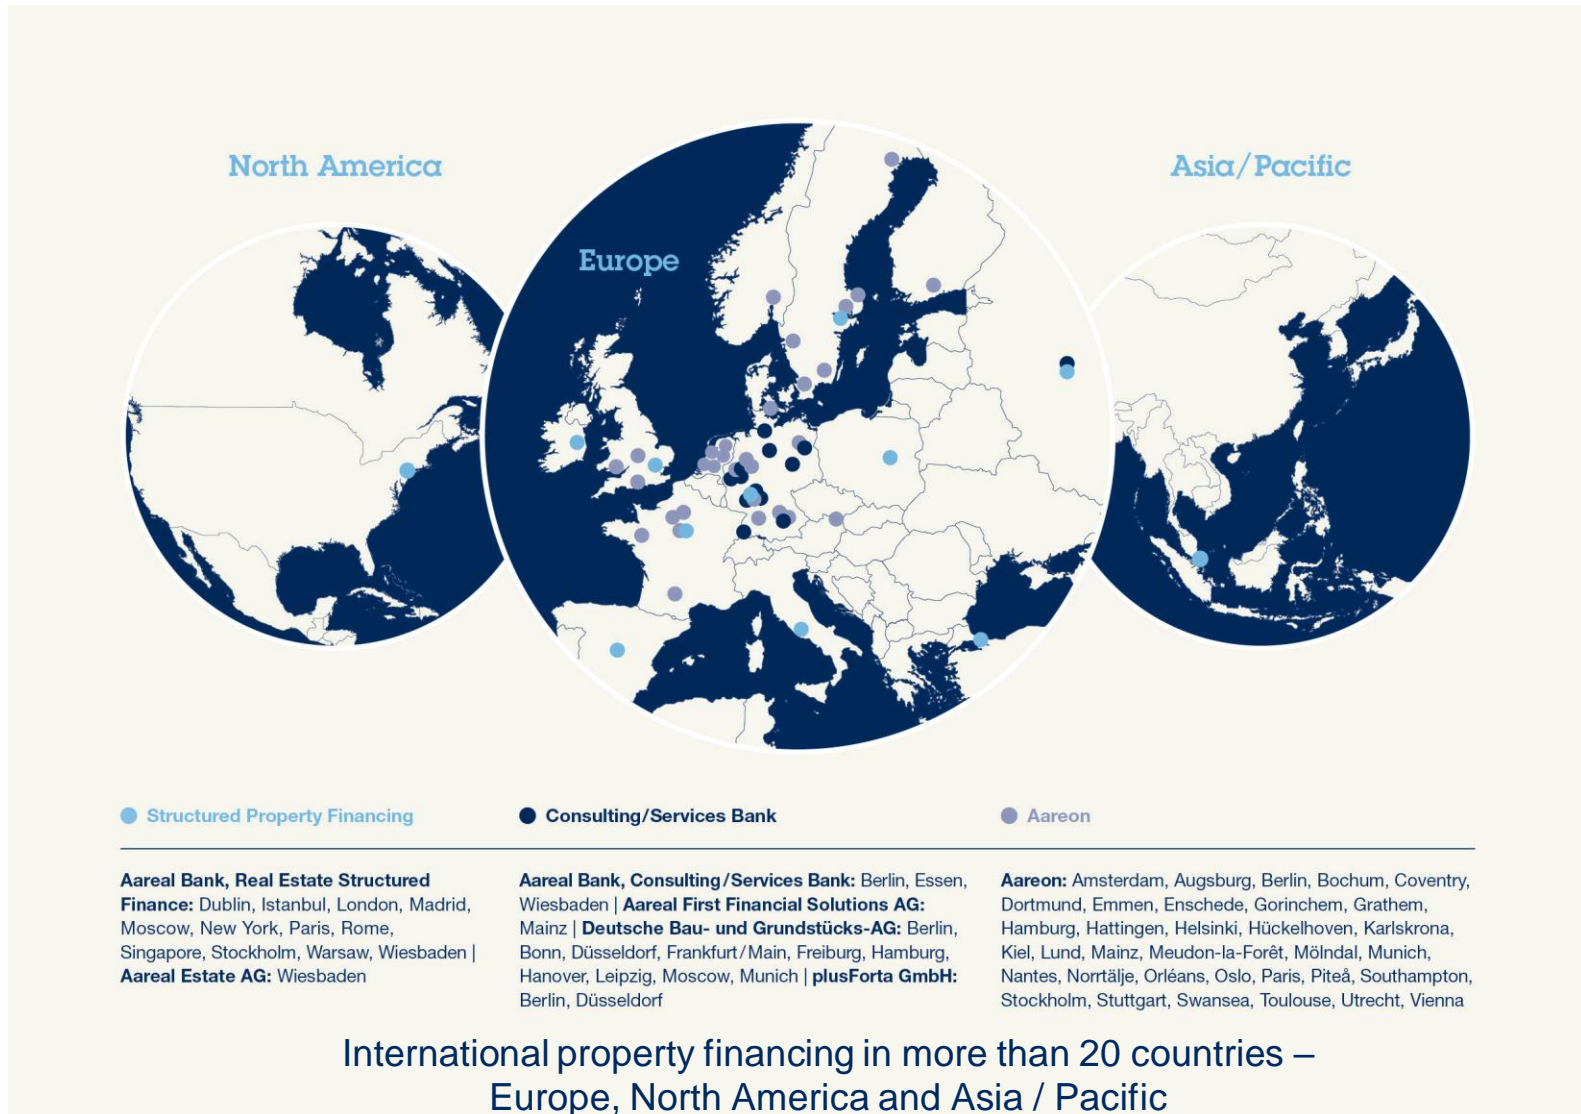 North America
Europe
Asia/Pacific
Structured Property Financing
Aareal Bank, Real Estate Structured
Finance: Dublin, Istanbul, London, Madrid,
Moscow, New York, Paris, Rome,
Singapore, Stockholm, Warsaw, Wiesbaden |
Aareal Estate AG: Wiesbaden
Consulting/Services Bank
Aareal Bank, Consulting/Services Bank: Berlin, Essen,
Wiesbaden | Aareal First Financial Solutions AG:
Mainz | Deutsche Bau- und Grundstücks-AG: Berlin,
Bonn, Düsseldorf, Frankfurt/Main, Freiburg, Hamburg,
Hanover, Leipzig, Moscow, Munich | plusForta GmbH:
Berlin, Düsseldorf
Aareon
Aareon: Amsterdam, Augsburg, Berlin, Bochum, Coventry,
Dortmund, Emmen, Enschede, Gorinchem, Grathem,
Hamburg, Hattingen, Helsinki, Hückelhoven, Karlskrona,
Kiel, Lund, Mainz, Meudon-la-Forêt, Mölndal, Munich,
Nantes, Norrtälje, Orléans, Oslo, Paris, Piteå, Southampton,
Stockholm, Stuttgart, Swansea, Toulouse, Utrecht, Vienna
International property financing in more than 20 countries –
Europe, North America and Asia / Pacific